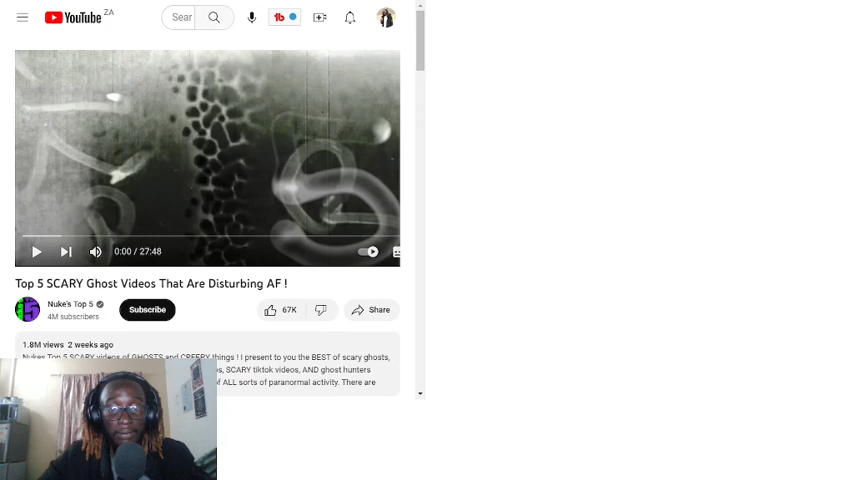 YouTube ZA
Sear
0:00 / 27:48
Top 5 SCARY Ghost Videos That Are Disturbing AF !
Nuke's Top 5
4M subscribers
Subscribe
67K
Share
1.8M views 2 weeks ago
Nukes Top 5 SCARY videos of GHOSTS and CREEPY things ! I present to you the BEST of scary ghosts,
SCARY tiktok videos, AND ghost hunters
of ALL sorts of paranormal activity. There are